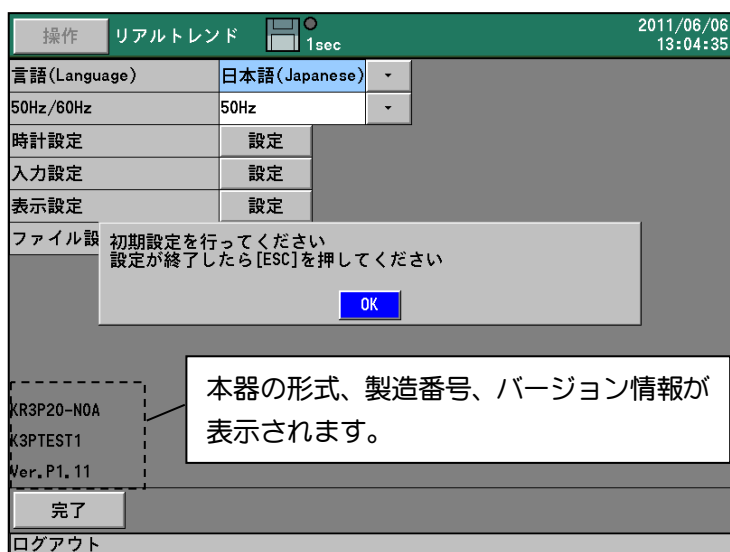 操作 リアルトレンド 1sec 2011/06/06
13:04:35
言語(Language) 日本語(Japanese)
50Hz/60Hz 50Hz
時計設定 設定
入力設定 設定
表示設定 設定
ファイル設
初期設定を行ってください
設定が終了したら[ESC]を押してください
OK
本器の形式、製造番号、バージョン情報が
表示されます。
KR3P20-N0A
K3PTEST1
Ver.P1.11
完了
ログアウト